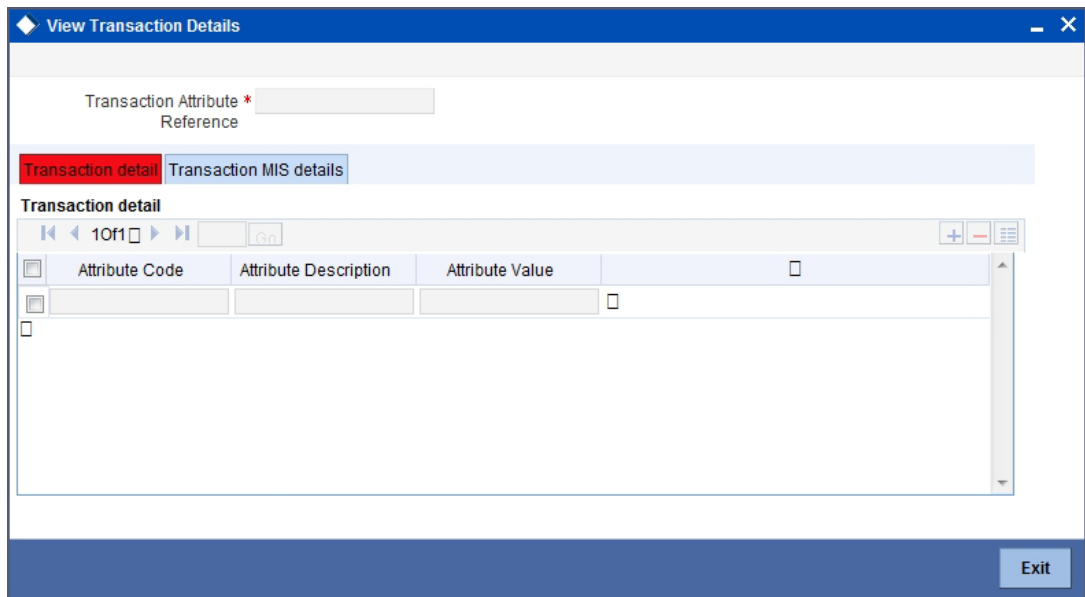 View Transaction Details
Transaction Attribute *
Reference
Transaction detail Transaction MIS details
Transaction detail
1Of1 Go
Attribute Code Attribute Description Attribute Value
Exit